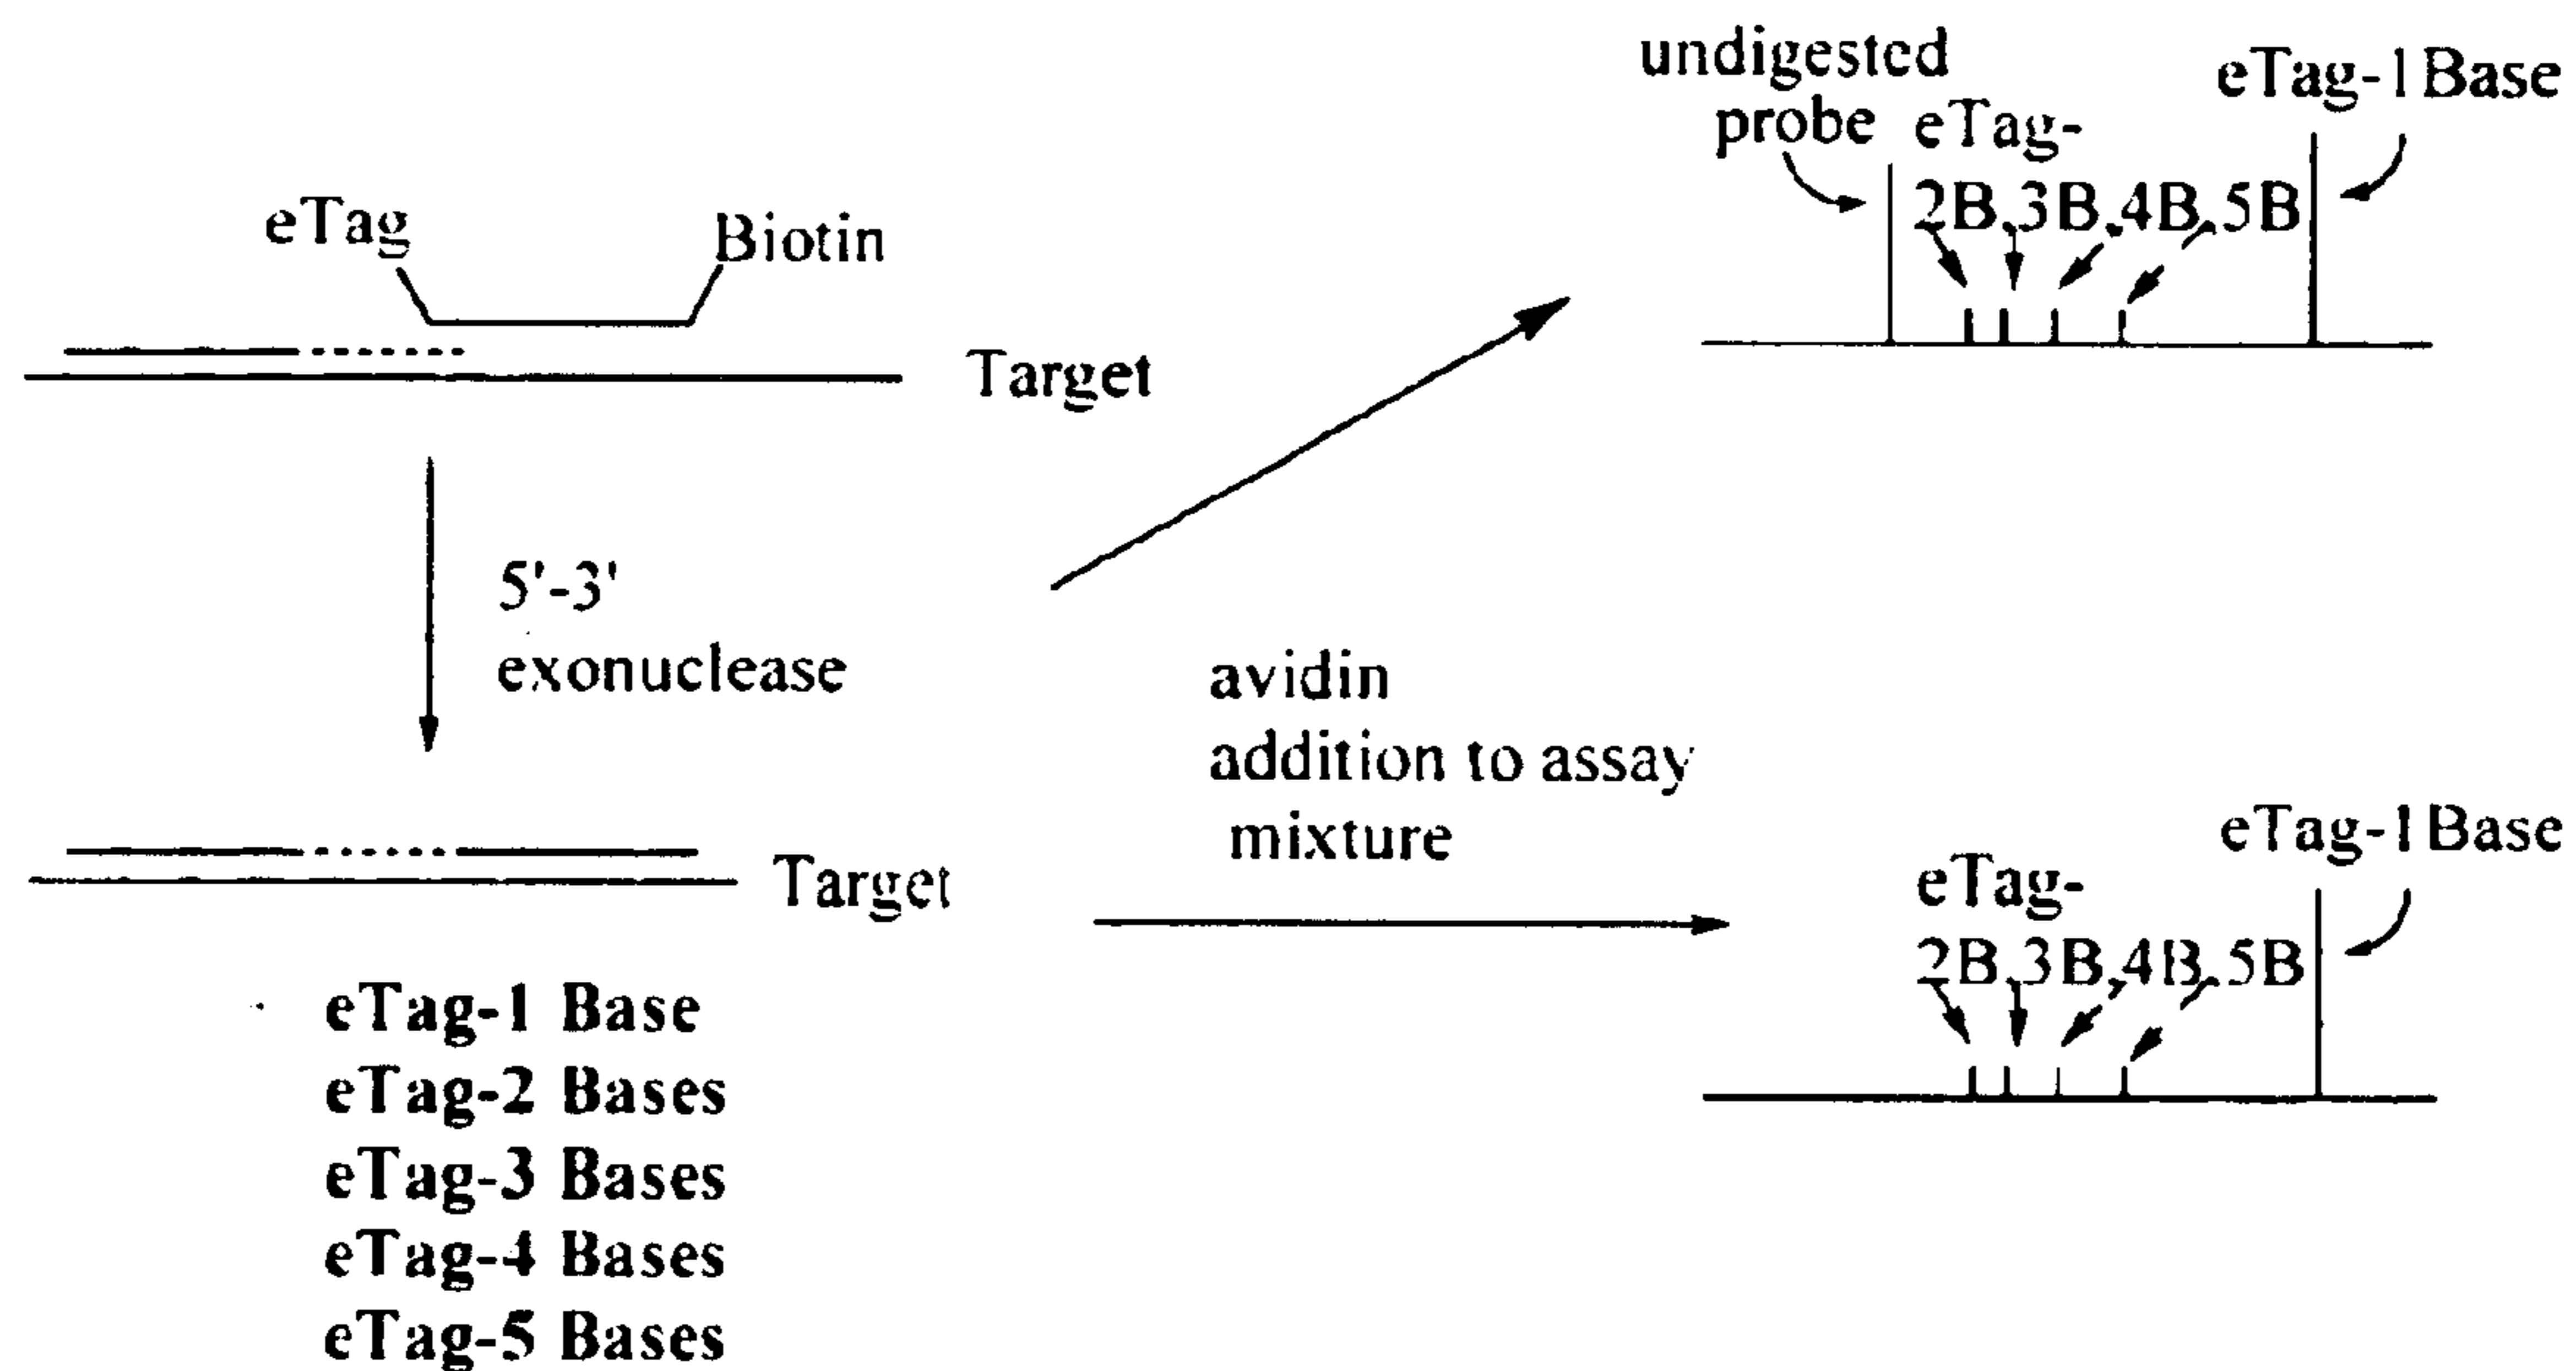 eTag
Biotin
Target
5'-3'
exonuclease
Target
eTag-1 Base
eTag-2 Bases
eTag-3 Bases
eTag-4 Bases
eTag-5 Bases
undigested
probe
eTag-
2B,3B,4B,5B
eTag-1Base
avidin
addition to assay
mixture
eTag-
2B,3B,4B,5B
eTag-1Base